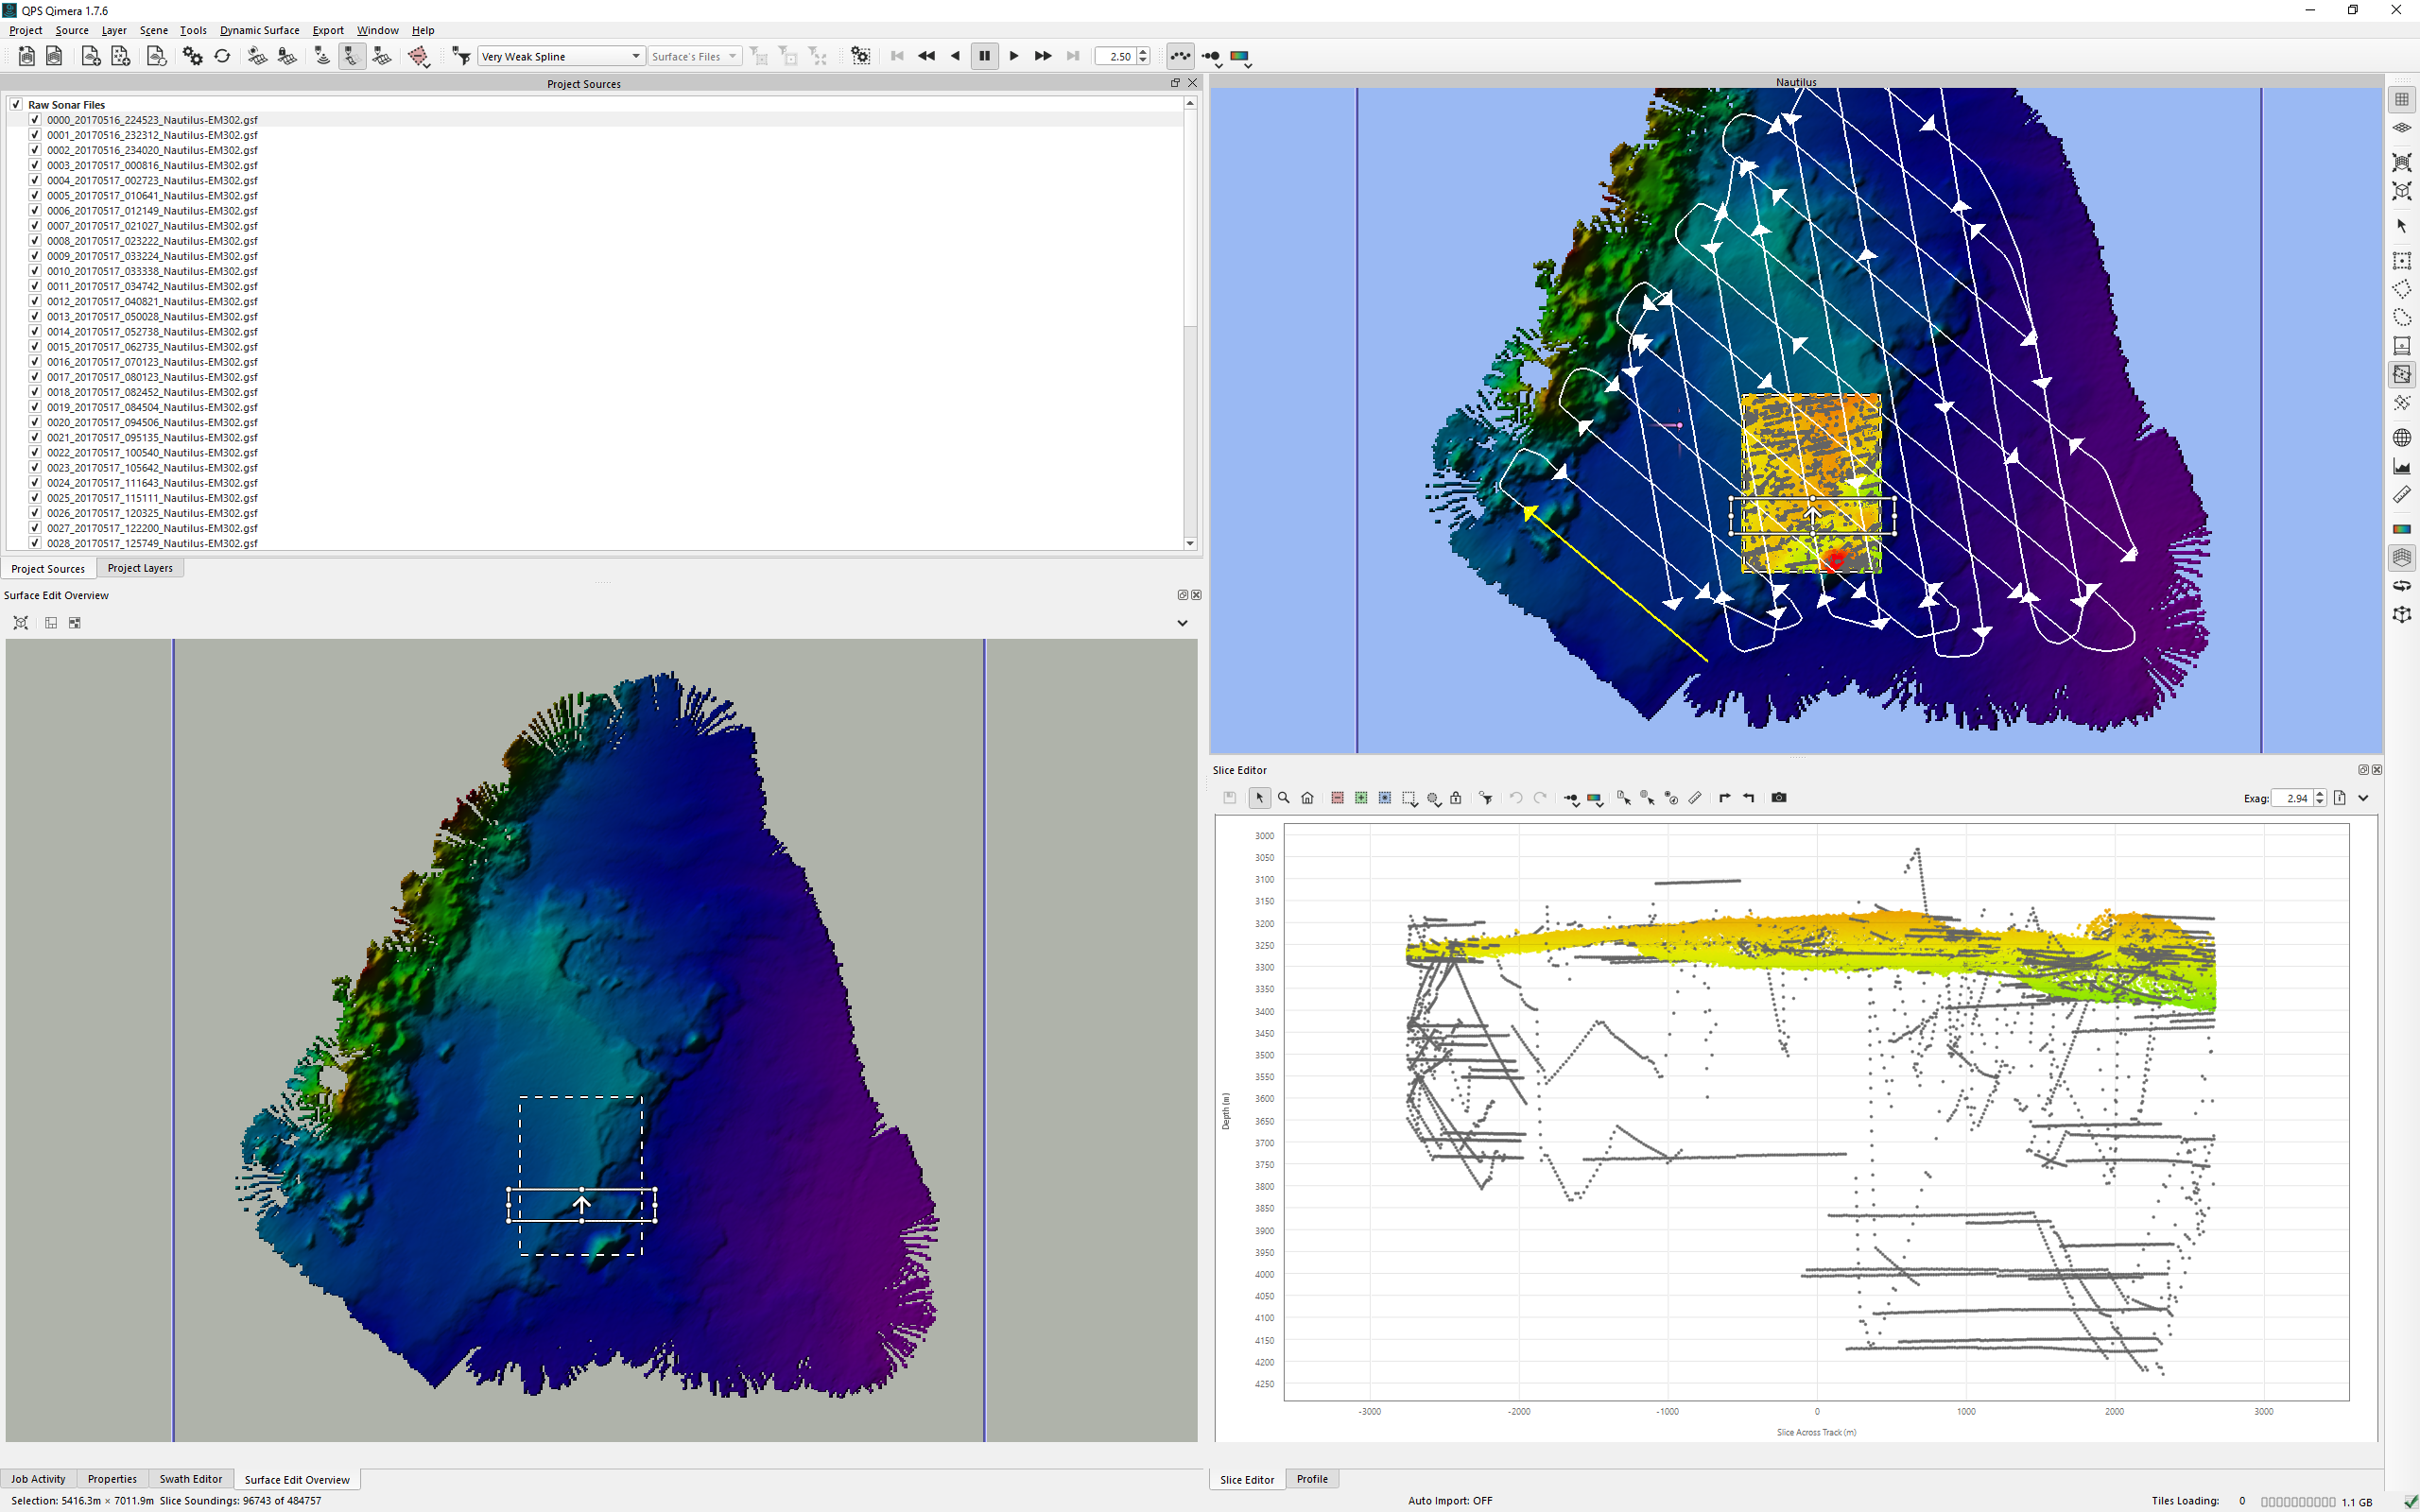 QPS Qimera 1.7.6
Project Source Layer Scene Tools Dynamic Surface Export Window Help
Very Weak Spline Surface's Files 2.50
Project Sources
Raw Sonar Files
0000_20170516_224523_Nautilus-EM302.gsf
0001_20170516_232312_Nautilus-EM302.gsf
0002_20170516_234020_Nautilus-EM302.gsf
0003_20170517_000816_Nautilus-EM302.gsf
0004_20170517_002723_Nautilus-EM302.gsf
0005_20170517_010641_Nautilus-EM302.gsf
0006_20170517_012149_Nautilus-EM302.gsf
0007_20170517_021027_Nautilus-EM302.gsf
0008_20170517_023222_Nautilus-EM302.gsf
0009_20170517_033224_Nautilus-EM302.gsf
0010_20170517_033338_Nautilus-EM302.gsf
0011_20170517_034742_Nautilus-EM302.gsf
0012_20170517_040821_Nautilus-EM302.gsf
0013_20170517_050028_Nautilus-EM302.gsf
0014_20170517_052738_Nautilus-EM302.gsf
0015_20170517_062735_Nautilus-EM302.gsf
0016_20170517_070123_Nautilus-EM302.gsf
0017_20170517_080123_Nautilus-EM302.gsf
0018_20170517_082452_Nautilus-EM302.gsf
0019_20170517_084504_Nautilus-EM302.gsf
0020_20170517_094506_Nautilus-EM302.gsf
0021_20170517_095135_Nautilus-EM302.gsf
0022_20170517_100540_Nautilus-EM302.gsf
0023_20170517_105642_Nautilus-EM302.gsf
0024_20170517_111643_Nautilus-EM302.gsf
0025_20170517_115111_Nautilus-EM302.gsf
0026_20170517_120325_Nautilus-EM302.gsf
0027_20170517_122200_Nautilus-EM302.gsf
0028_20170517_125749_Nautilus-EM302.gsf
Project Sources Project Layers
Surface Edit Overview
Job Activity Properties Swath Editor Surface Edit Overview
Selection: 5416.3m × 7011.9m Slice Soundings: 96743 of 484757
Nautilus
Slice Editor
Exag: 2.94
3000
3050
3100
3150
3200
3250
3300
3350
3400
3450
3500
3550
3600
3650
3700
3750
3800
3850
3900
3950
4000
4050
4100
4150
4200
4250
Depth (m)
-3000 -2000 -1000 0 1000 2000 3000
Slice Across Track (m)
Slice Editor Profile
Auto Import: OFF
Tiles Loading: 0 1.1 GB